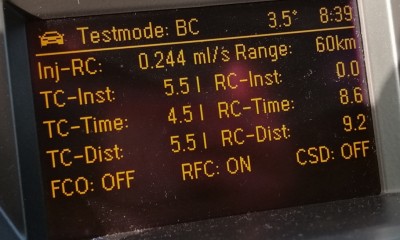 Testmode: BC 3.5° 8:39
Inj-RC: 0.244 ml/s Range: 60km
TC-Inst: 5.5 l RC-Inst: 0.0
TC-Time: 4.5 l RC-Time: 8.6
TC-Dist: 5.5 l RC-Dist: 9.2
FCO: OFF RFC: ON CSD: OFF